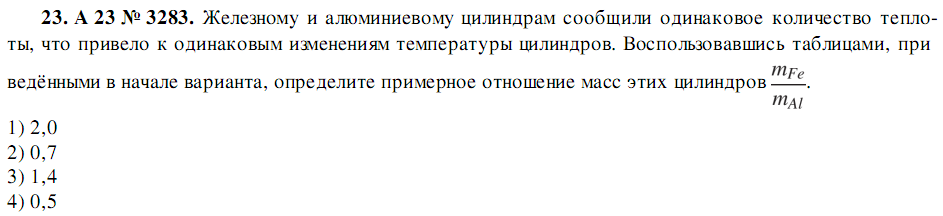 23. А 23 № 3283. Железному и алюминиевому цилиндрам сообщили одинаковое количество тепло-
ты, что привело к одинаковым изменениям температуры цилиндров. Воспользовавшись таблицами, при
ведёнными в начале варианта, определите примерное отношение масс этих цилиндров m_Fe/m_Al.
1) 2,0
2) 0,7
3) 1,4
4) 0,5